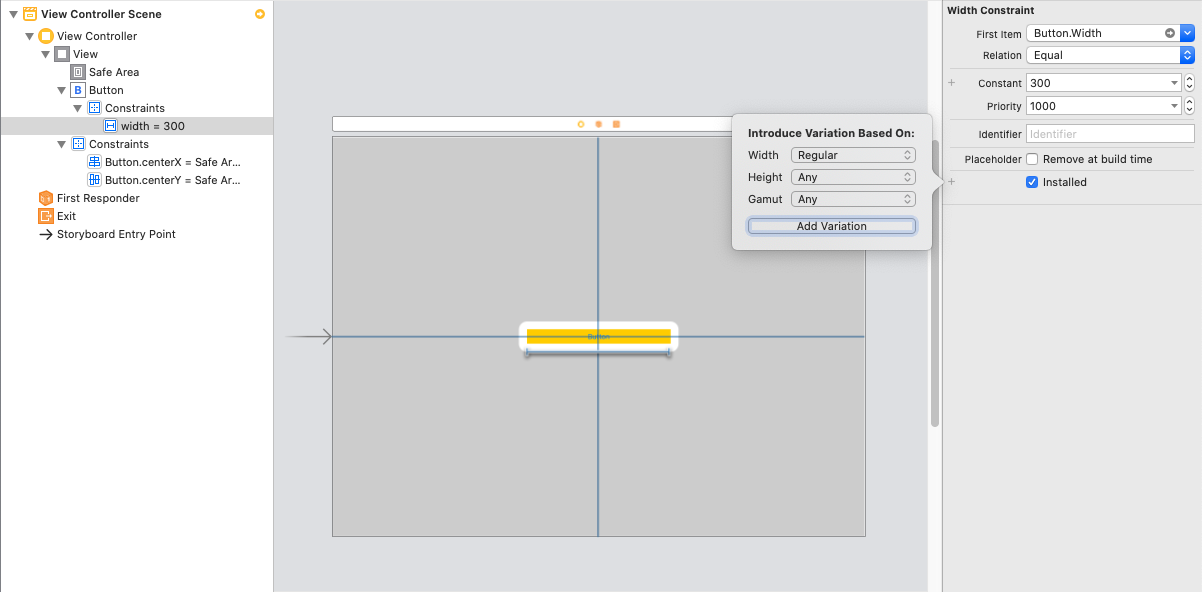 View Controller Scene
View Controller
View
Safe Area
B Button
Constraints
width = 300
Constraints
Button.centerX = Safe Ar...
Button.centerY = Safe Ar...
First Responder
Exit
Storyboard Entry Point
Button
Introduce Variation Based On:
Width Regular
Height Any
Gamut Any
Add Variation
Width Constraint
First Item Button.Width
Relation Equal
+ Constant 300
Priority 1000
Identifier Identifier
Placeholder Remove at build time
+ Installed